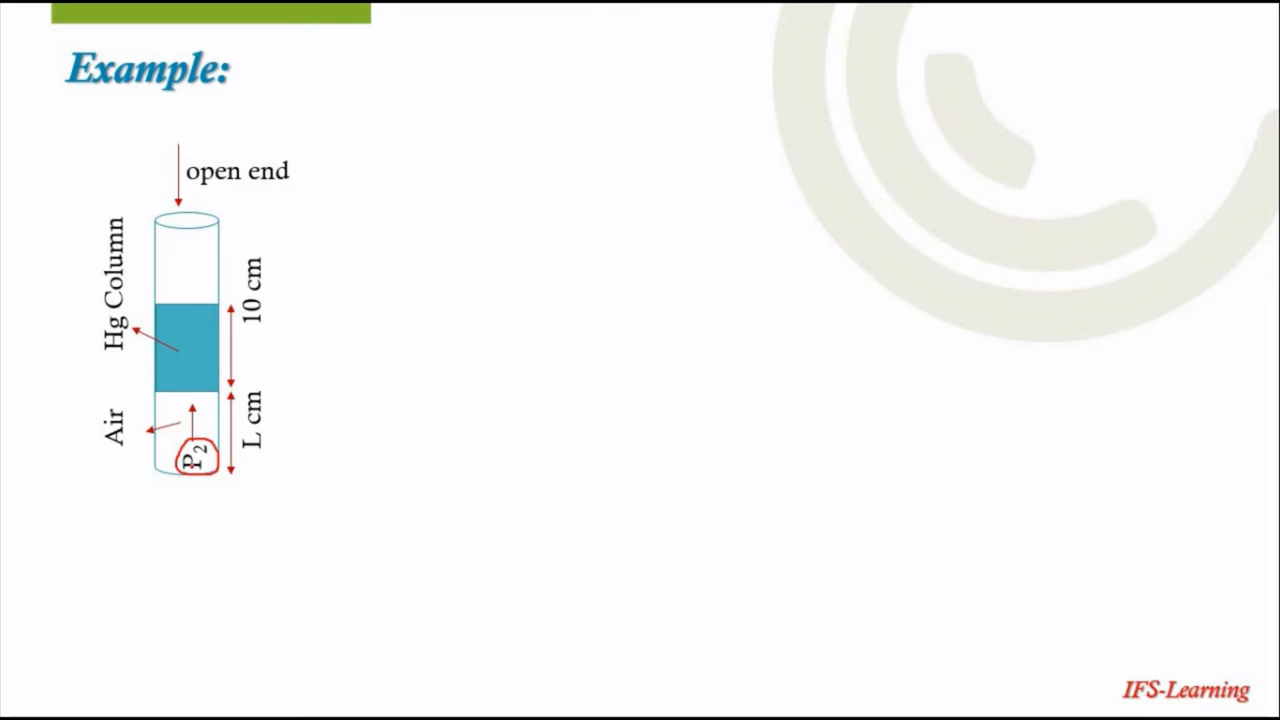 Example:
open end
Hg Column
10 cm
Air
L cm
P₂
IFS-Learning